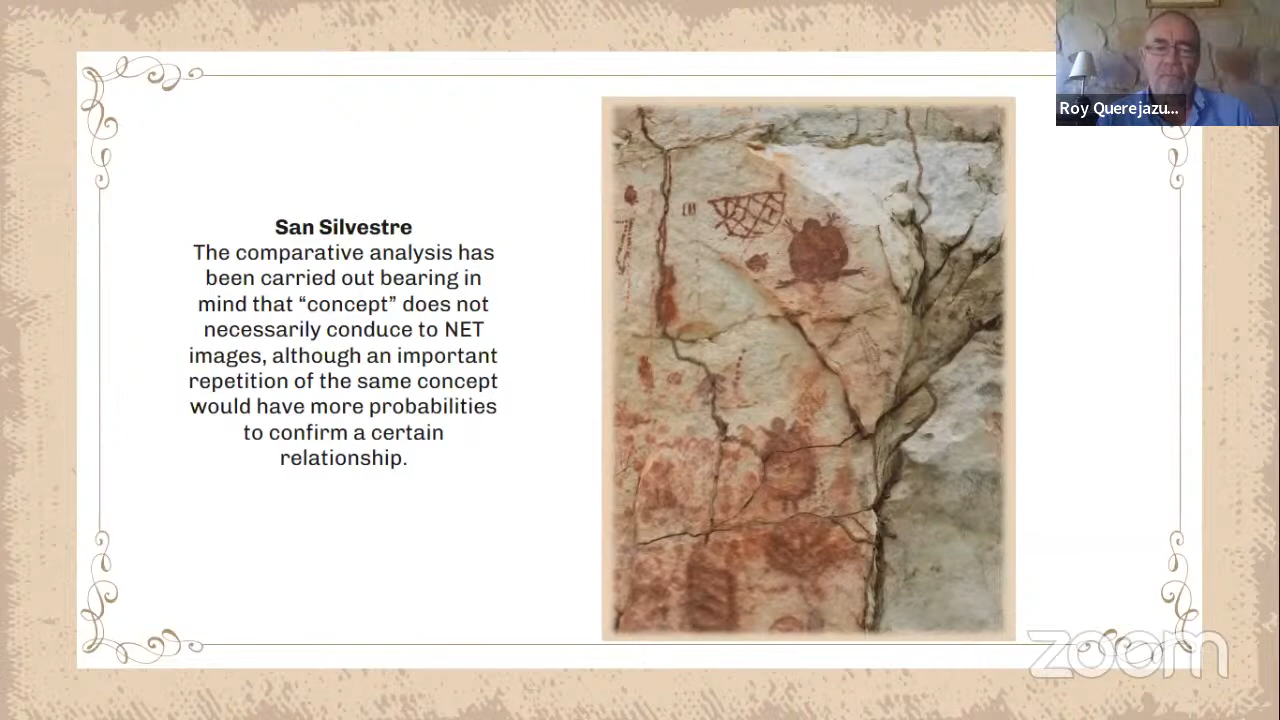 Roy Querejazu...
San Silvestre
The comparative analysis has
been carried out bearing in
mind that “concept” does not
necessarily conduce to NET
images, although an important
repetition of the same concept
would have more probabilities
to confirm a certain
relationship.
zoom